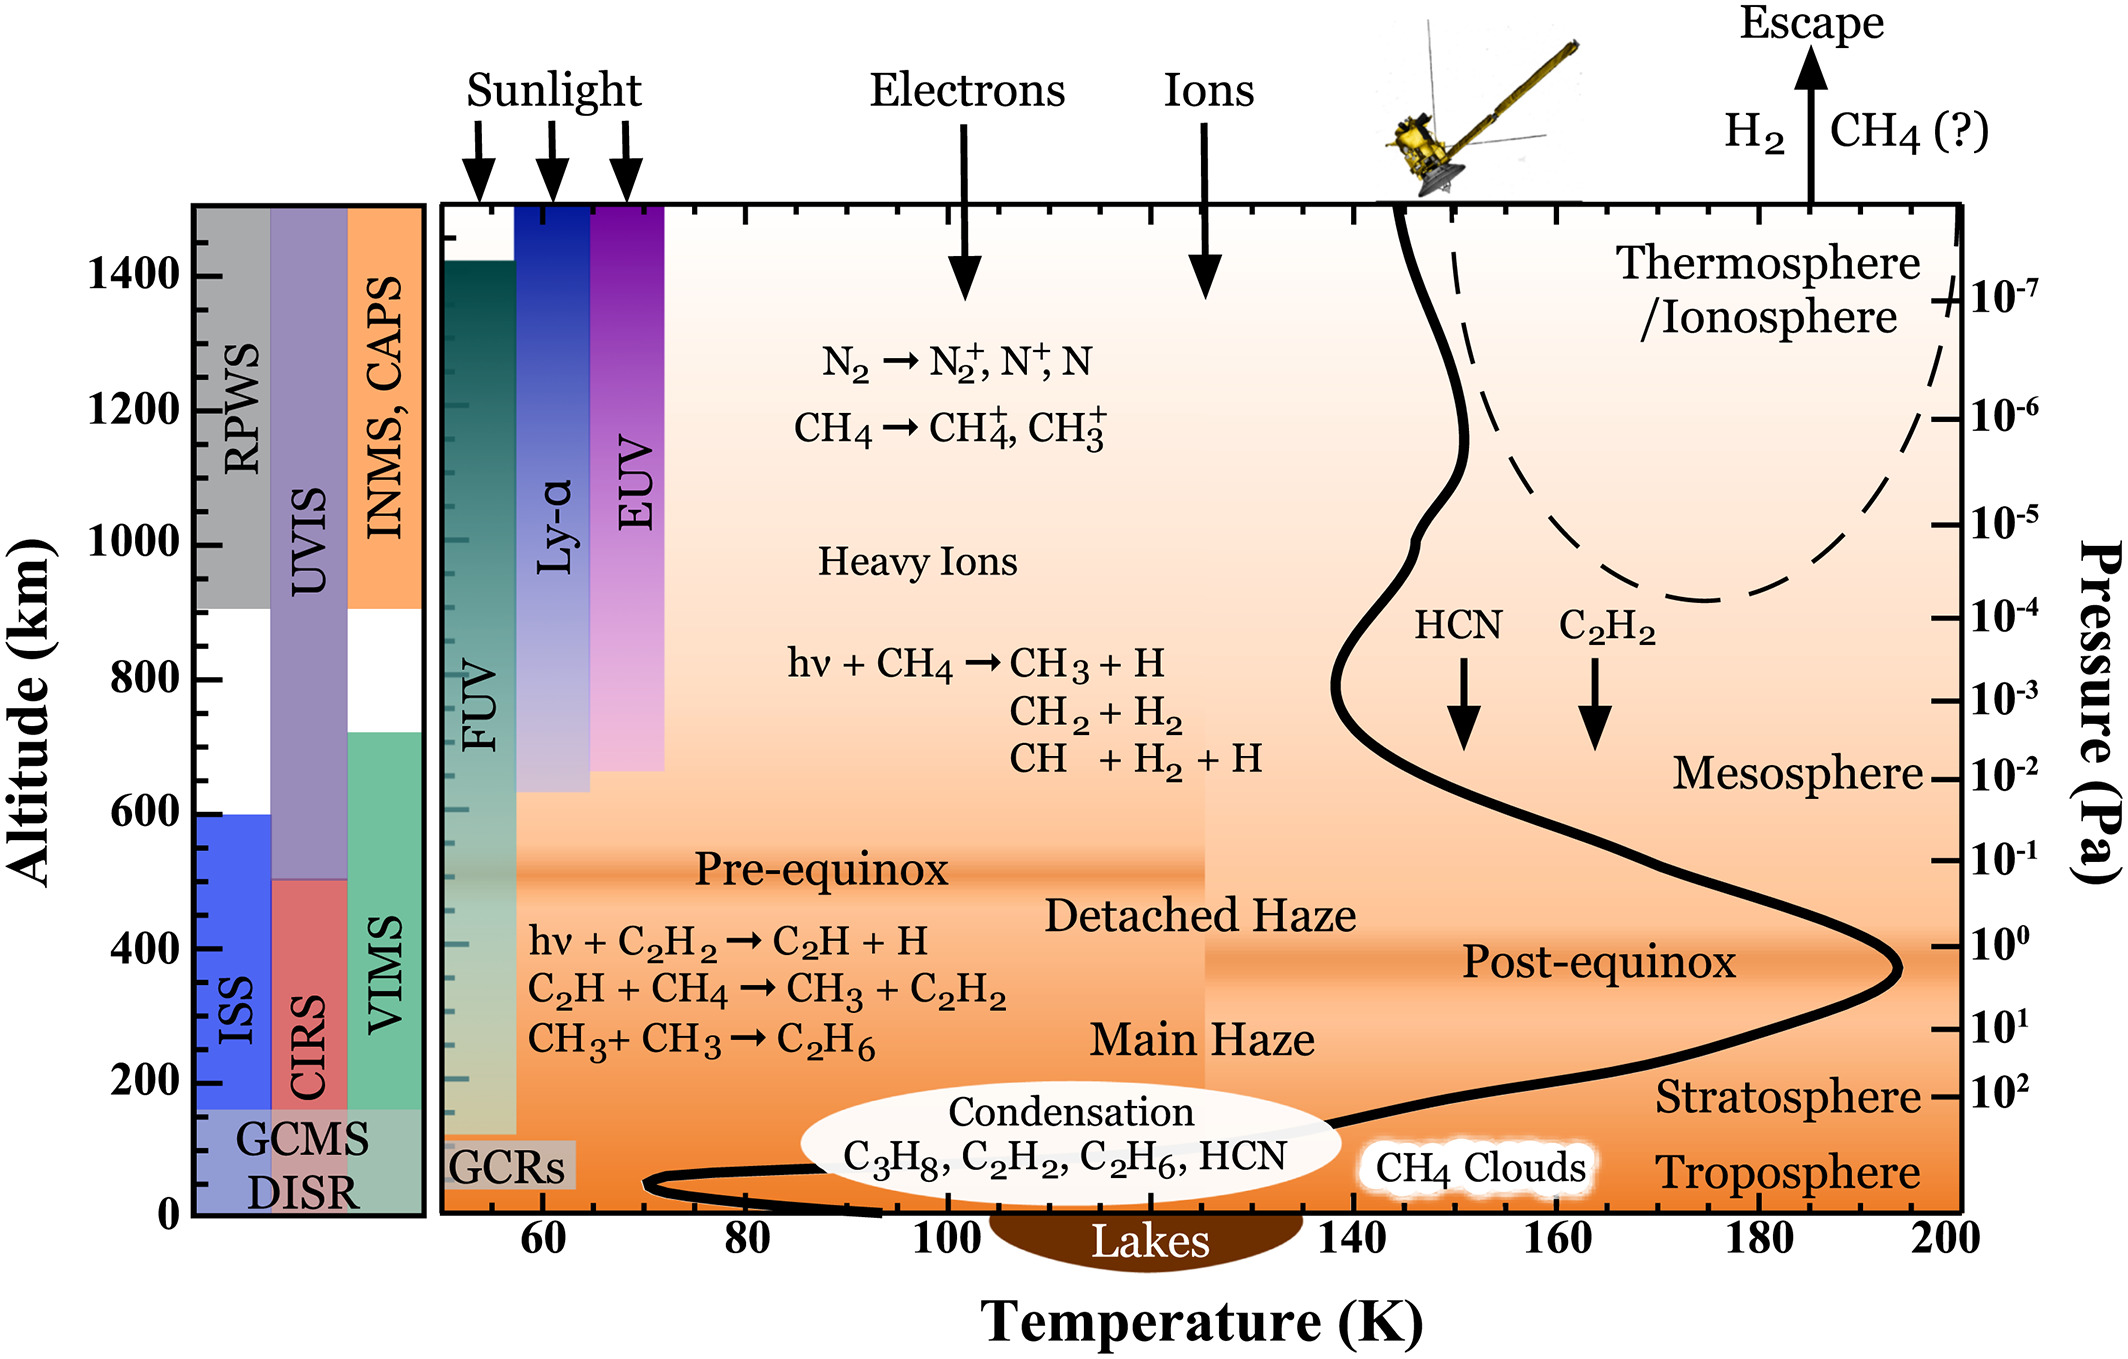 Escape
Sunlight
Electrons
Ions
H₂
CH₄ (?)
Altitude (km)
1400
1200
1000
800
600
400
200
0
RPWS
UVIS
INMS, CAPS
ISS
CIRS
VIMS
GCMS
DISR
FUV
Ly-α
EUV
GCRs
Thermosphere
/Ionosphere
N₂ → N₂⁺, N⁺, N
CH₄ → CH₄⁺, CH₃⁺
Heavy Ions
HCN
C₂H₂
hν + CH₄ → CH₃ + H
CH₂ + H₂
CH + H₂ + H
Mesosphere
Pre-equinox
Detached Haze
hν + C₂H₂ → C₂H + H
C₂H + CH₄ → CH₃ + C₂H₂
CH₃+ CH₃ → C₂H₆
Post-equinox
Main Haze
Stratosphere
Condensation
C₃H₈, C₂H₂, C₂H₆, HCN
CH₄ Clouds
Troposphere
10⁻⁷
10⁻⁶
10⁻⁵
10⁻⁴
10⁻³
10⁻²
10⁻¹
10⁰
10¹
10²
Pressure (Pa)
60
80
100
Lakes
140
160
180
200
Temperature (K)